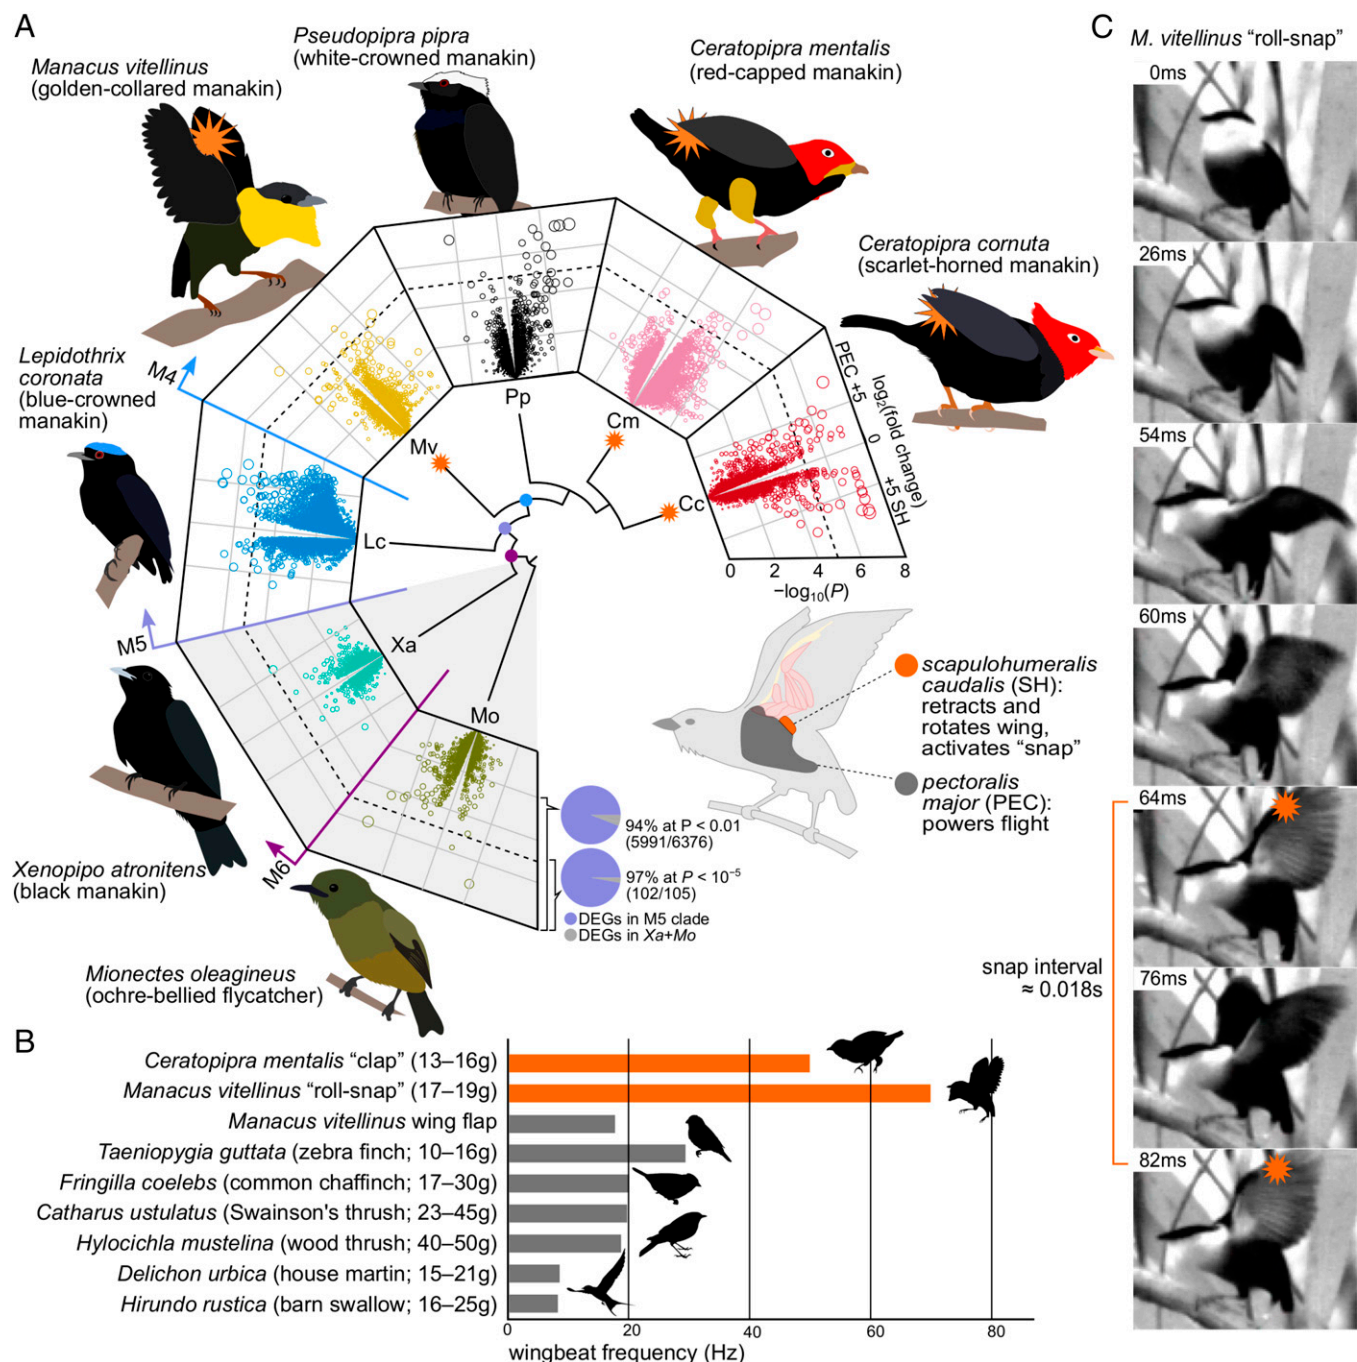 A
Manacus vitellinus
(golden-collared manakin)
Pseudopipra pipra
(white-crowned manakin)
Ceratopipra mentalis
(red-capped manakin)
Ceratopipra cornuta
(scarlet-horned manakin)
Lepidothrix
coronata
(blue-crowned
manakin)
M4
Mv
Pp
Cm
Cc
Lc
Xa
Mo
M5
M6
PEC +5
0
+5 SH
log2(fold change)
0 2 4 6 8
−log10(P)
Xenopipo atronitens
(black manakin)
Mionectes oleagineus
(ochre-bellied flycatcher)
94% at P < 0.01
(5991/6376)
97% at P < 10−5
(102/105)
DEGs in M5 clade
DEGs in Xa+Mo
scapulohumeralis
caudalis (SH):
retracts and
rotates wing,
activates “snap”
pectoralis
major (PEC):
powers flight
B
Ceratopipra mentalis “clap” (13–16g)
Manacus vitellinus “roll-snap” (17–19g)
Manacus vitellinus wing flap
Taeniopygia guttata (zebra finch; 10–16g)
Fringilla coelebs (common chaffinch; 17–30g)
Catharus ustulatus (Swainson's thrush; 23–45g)
Hylocichla mustelina (wood thrush; 40–50g)
Delichon urbica (house martin; 15–21g)
Hirundo rustica (barn swallow; 16–25g)
0 20 40 60 80
wingbeat frequency (Hz)
C
M. vitellinus “roll-snap”
0ms
26ms
54ms
60ms
64ms
76ms
82ms
snap interval
≈ 0.018s